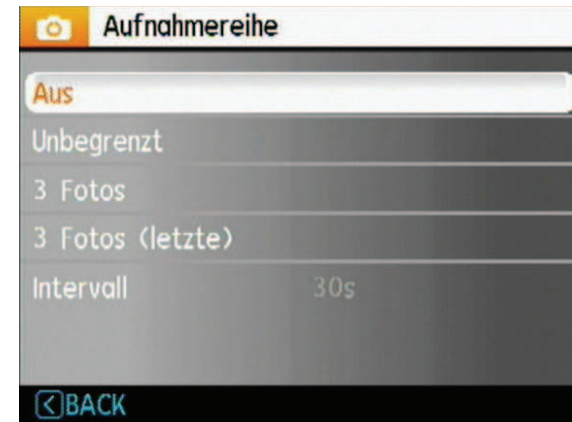 Aufnahmereihe
Aus
Unbegrenzt
3 Fotos
3 Fotos (letzte)
Intervall 30s
BACK